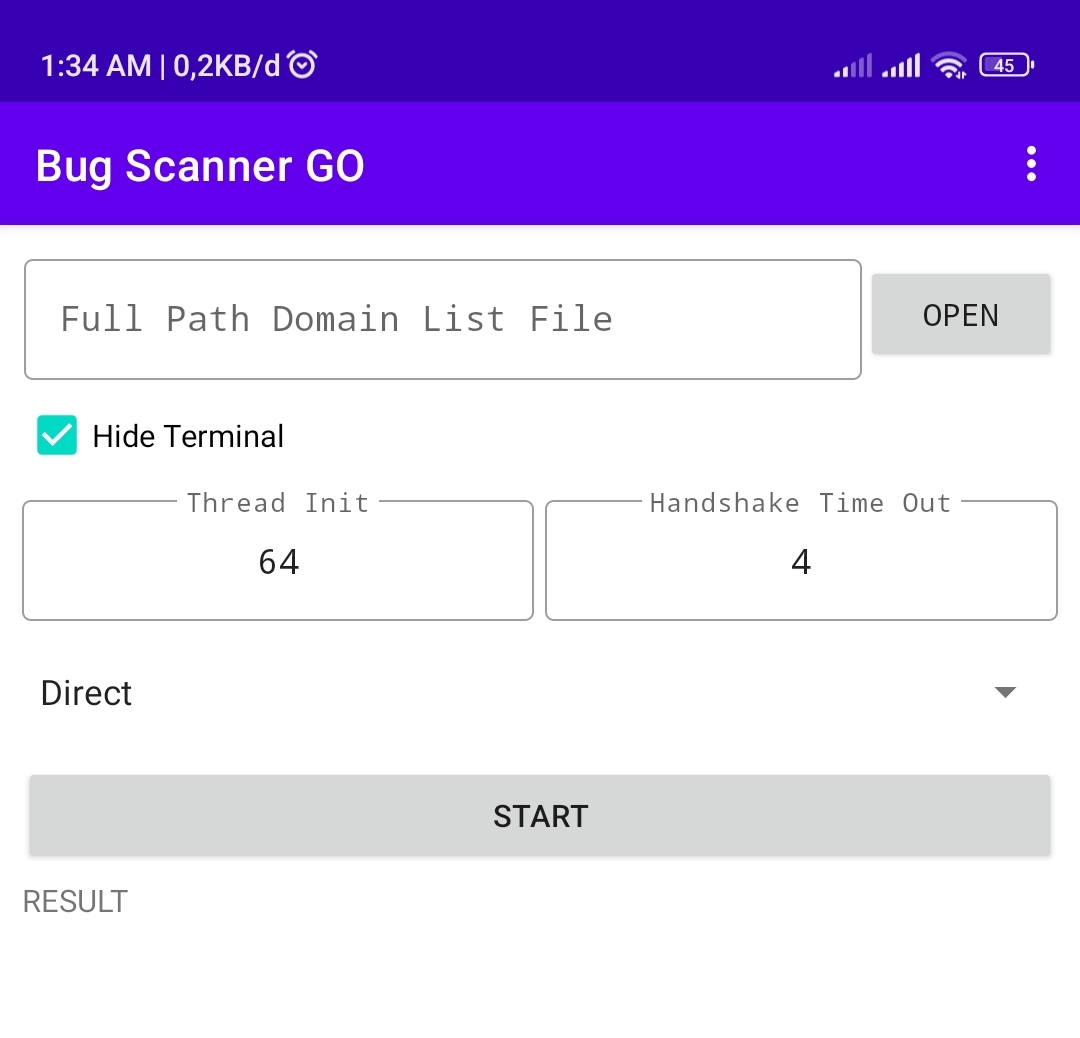 1:34 AM | 0,2KB/d
45
Bug Scanner GO
Full Path Domain List File
OPEN
Hide Terminal
Thread Init
Handshake Time Out
64
4
Direct
START
RESULT